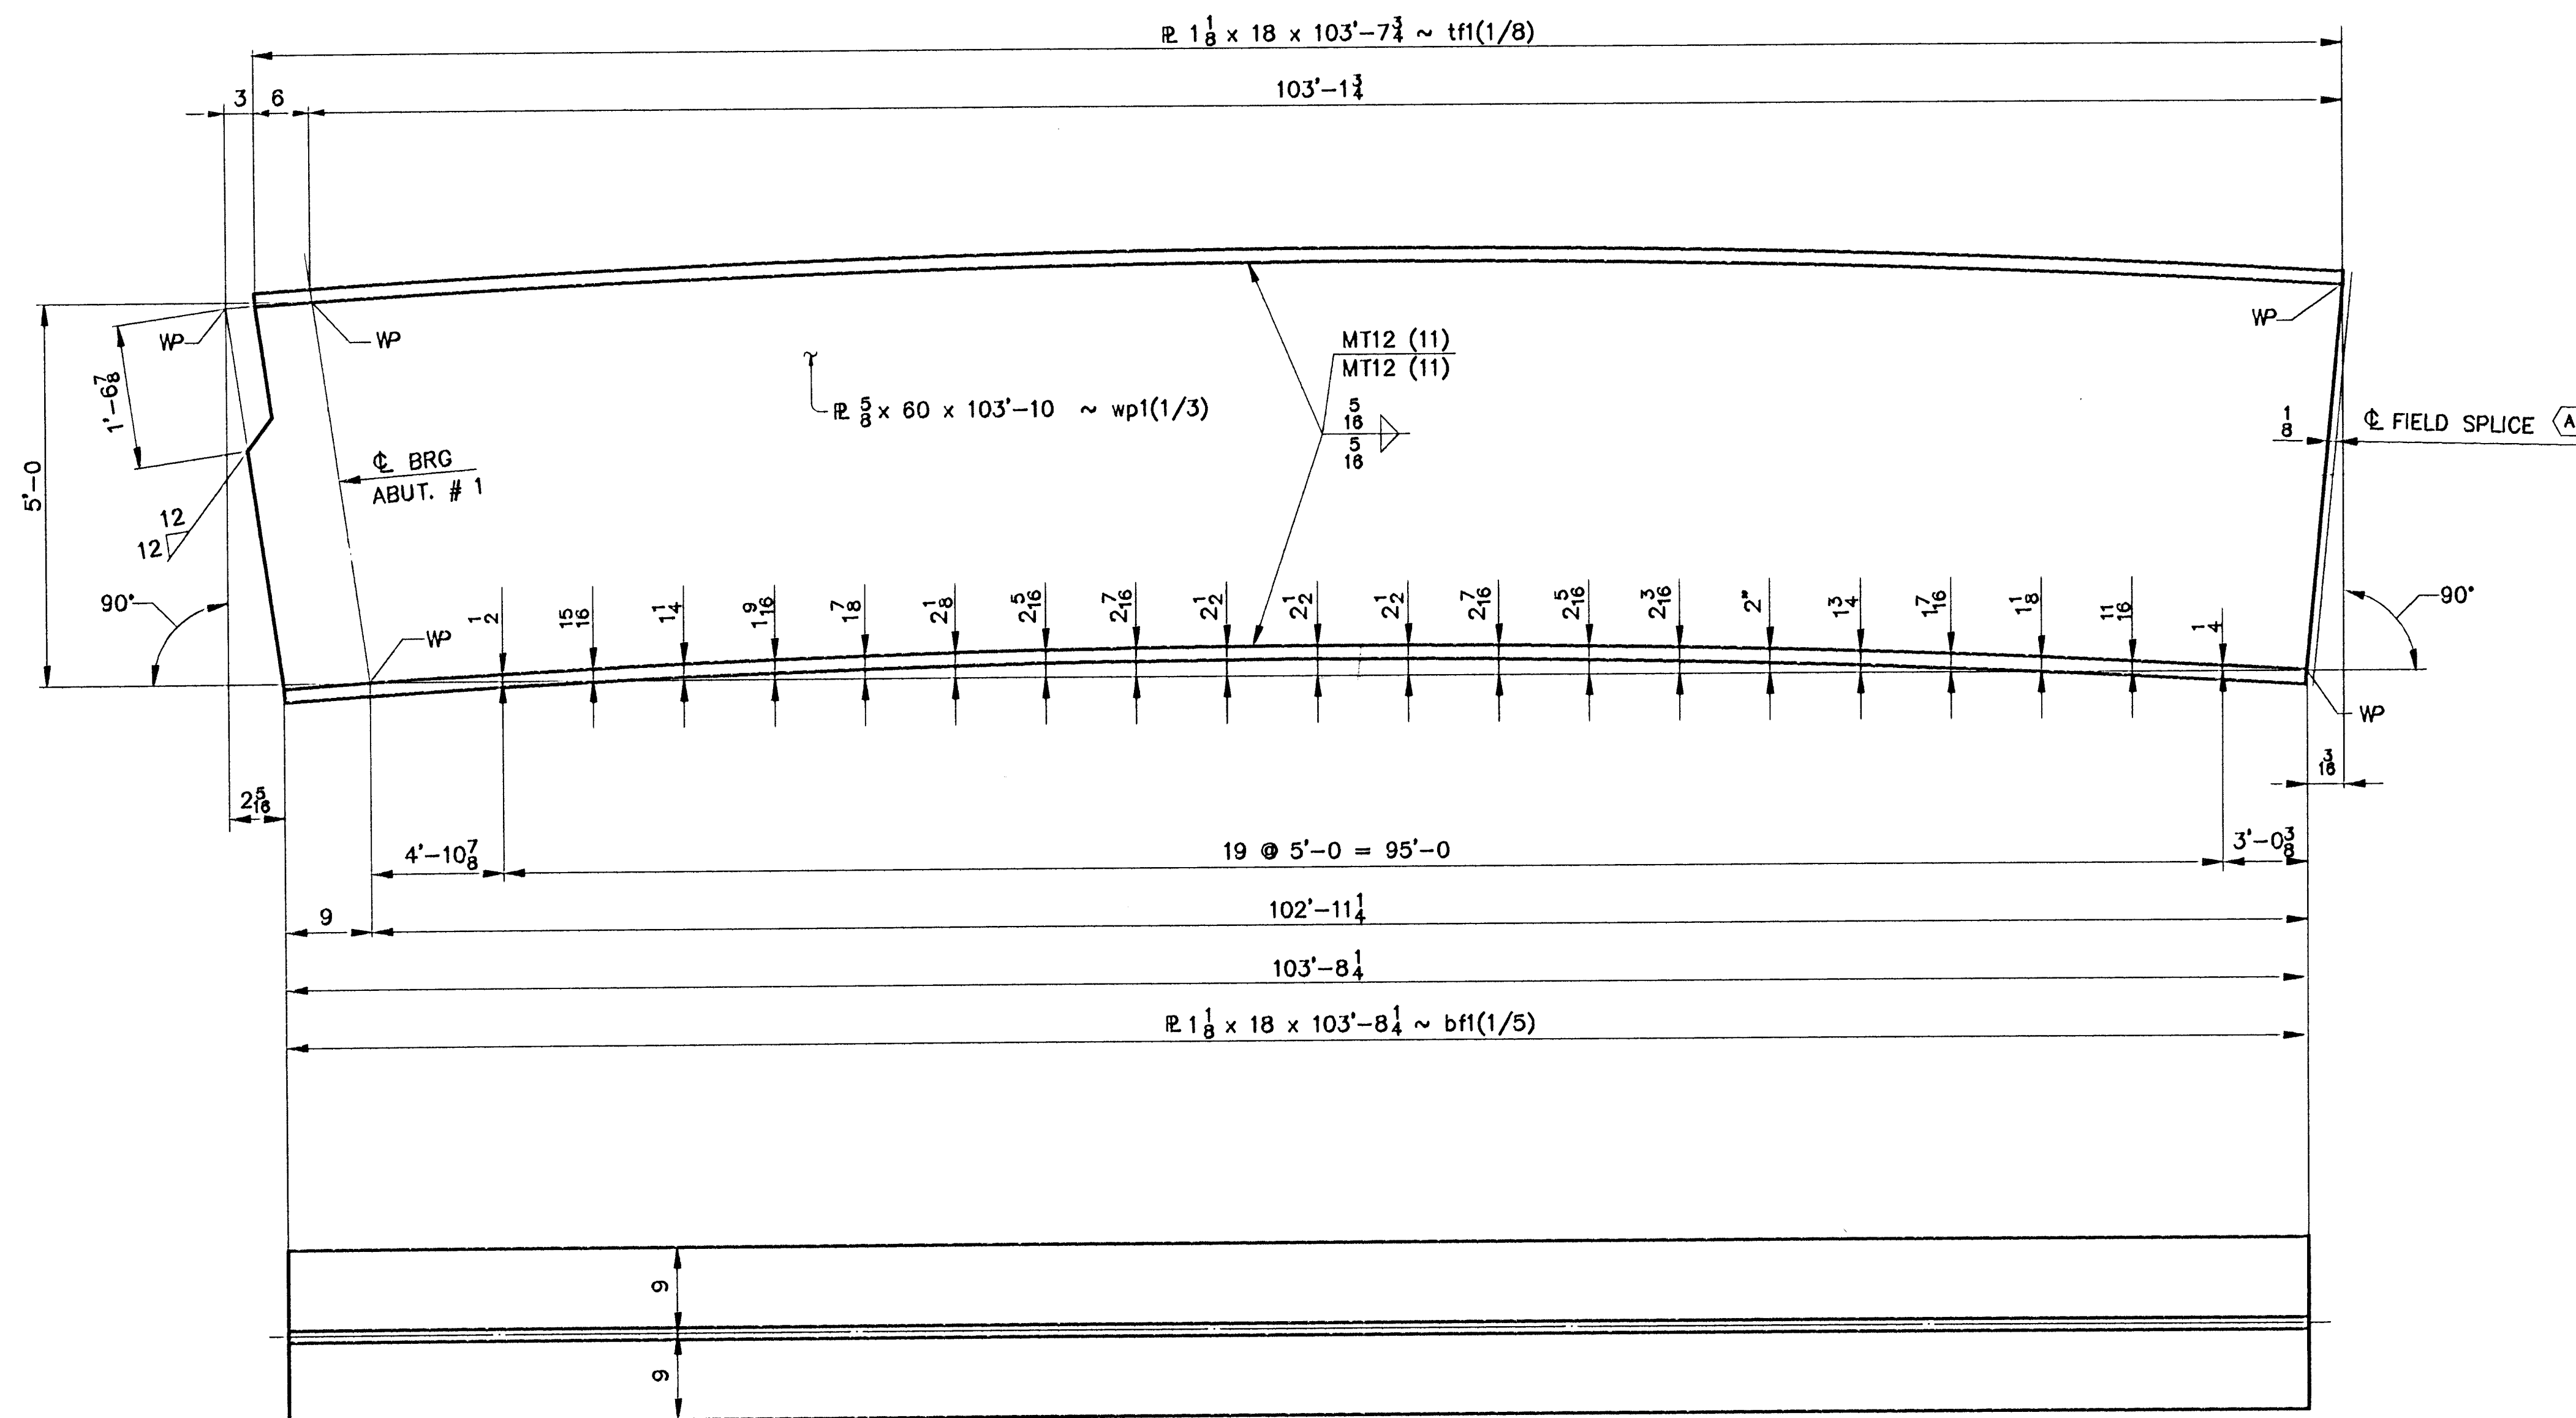 ℄ 1 1/8 x 18 x 103'-7 3/4 ~ tf1(1/8)
103'-1 3/4
3
6
WP
WP
WP
1'-6 7/8
5'-0
MT12 (11)
MT12 (11)
5/16
5/16
PL 5/8 x 60 x 103'-10 ~ wp1(1/3)
1/8
℄ FIELD SPLICE A
℄ BRG
ABUT. # 1
12
12
90°
90°
WP
1/2
15/16
1 1/4
1 9/16
1 7/8
2 1/8
2 5/16
2 7/16
2 1/2
2 1/2
2 1/2
2 7/16
2 5/16
2 3/16
2"
1 3/4
1 7/16
1 1/8
11/16
1/4
WP
3/16
2 5/16
4'-10 7/8
19 @ 5'-0 = 95'-0
3'-0 3/8
9
102'-11 1/4
103'-8 1/4
PL 1 1/8 x 18 x 103'-8 1/4 ~ bf1(1/5)
9
9